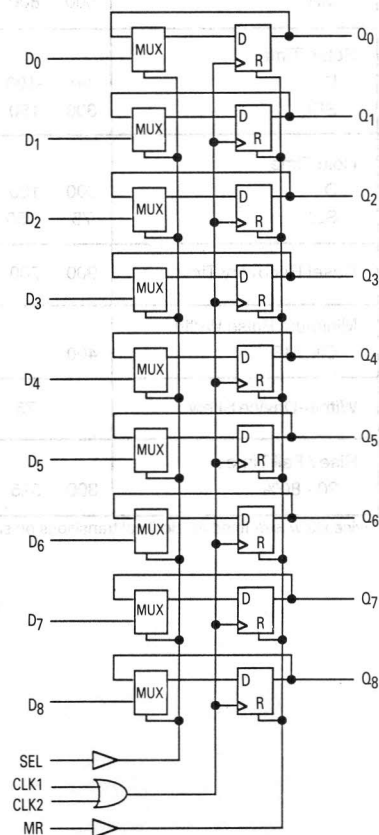 D Q0
MUX
D0 R
D Q1
MUX
D1 R
D Q2
MUX
D2 R
D Q3
MUX
D3 R
D Q4
MUX
D4 R
D Q5
MUX
D5 R
D Q6
MUX
D6 R
D Q7
MUX
D7 R
D Q8
MUX
D8 R
SEL
CLK1
CLK2
MR